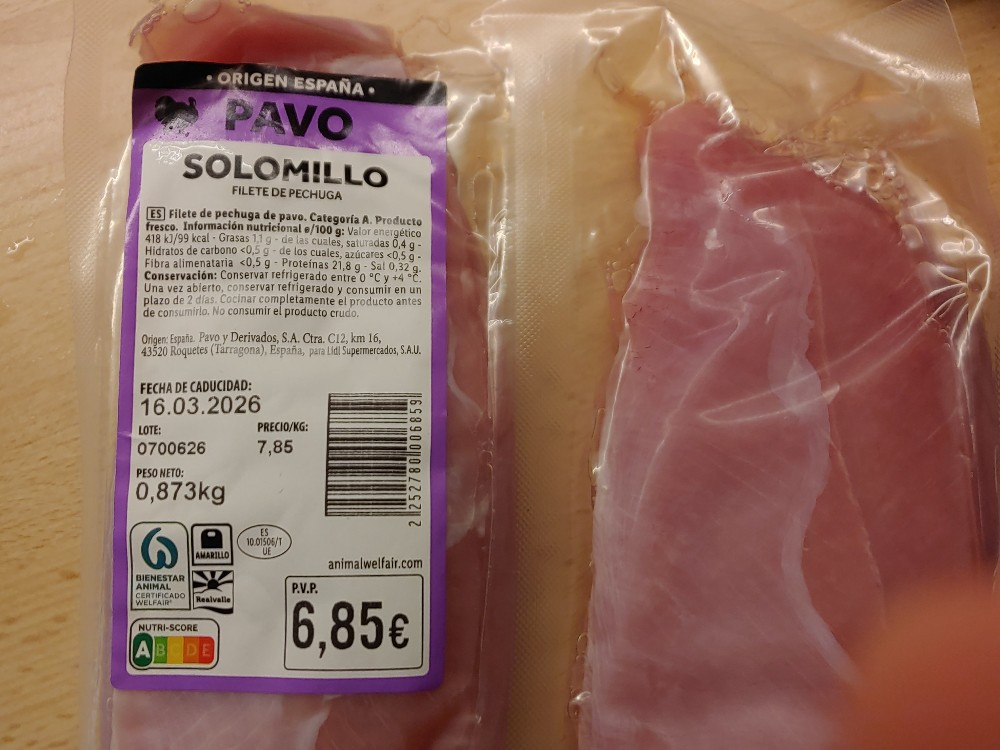 • ORIGEN ESPAÑA •
PAVO
SOLOMILLO
FILETE DE PECHUGA
ES Filete de pechuga de pavo. Categoría A. Producto
fresco. Información nutricional ø/100 g: Valor energético
418 kJ/99 kcal - Grasas 1,1 g - de las cuales, saturadas 0,4 g -
Hidratos de carbono <0,5 g - de los cuales, azúcares <0,5 g -
Fibra alimenataria <0,5 g - Proteínas 21,8 g - Sal 0,32 g.
Conservación: Conservar refrigerado entre 0 °C y +4 °C.
Una vez abierto, conservar refrigerado y consumir en un
plazo de 2 días. Cocinar completamente el producto antes
de consumirlo. No consumir el producto crudo.
Origen: España. Pavo y Derivados, S.A. Ctra. C12, km 16,
43520 Roquetes (Tarragona), España, para Lidl Supermercados, S.A.U.
FECHA DE CADUCIDAD:
16.03.2026
LOTE:
0700626
PRECIO/KG:
7,85
PESO NETO:
0,873kg
2 252780 006859
BIENESTAR
ANIMAL
CERTIFICADO
WELFAIR®
AMARILLO
Realvalle
ES
10.01506/T
UE
animalwelfair.com
NUTRI-SCORE
A B C D E
P.V.P.
6,85€